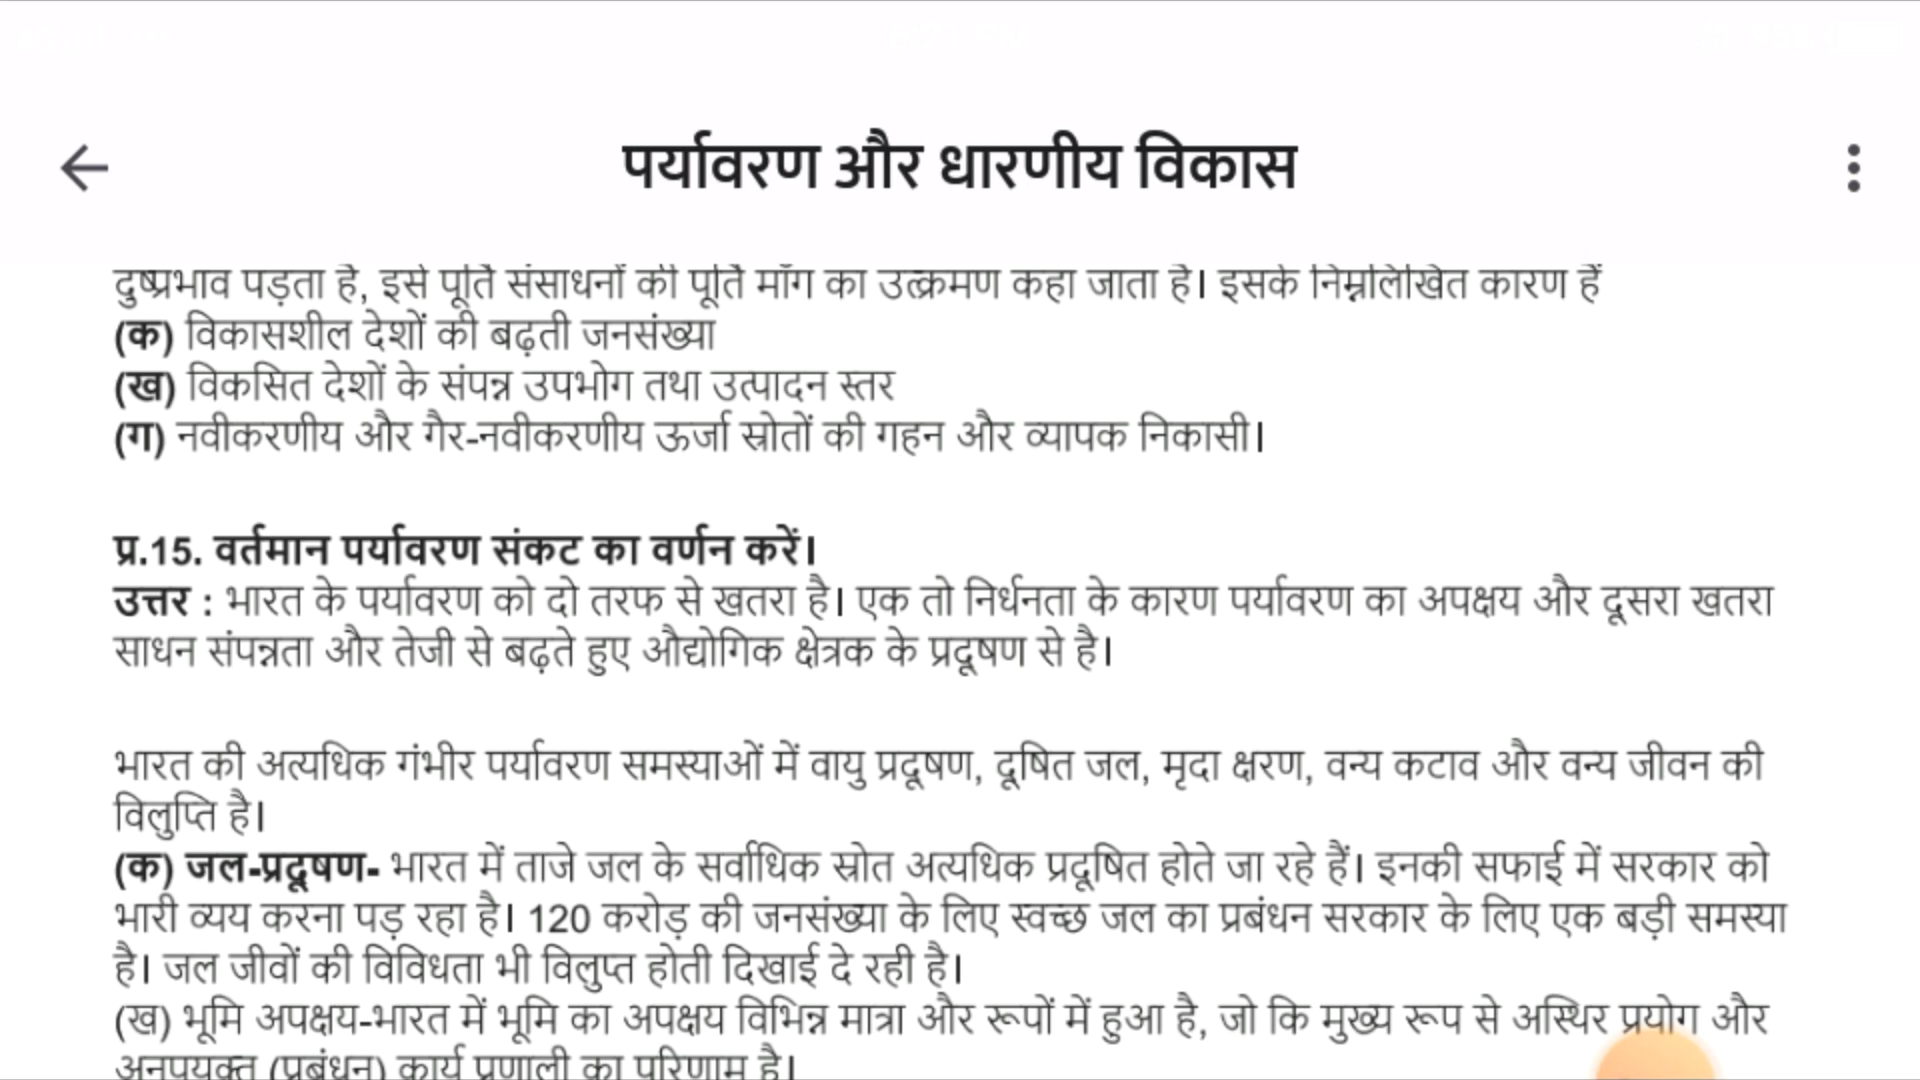 पर्यावरण और धारणीय विकास
दुष्प्रभाव पड़ता है, इसे पूर्ति संसाधनों की पूर्ति माँग का उत्क्रमण कहा जाता है। इसके निम्नलिखित कारण हैं
(क) विकासशील देशों की बढ़ती जनसंख्या
(ख) विकसित देशों के संपन्न उपभोग तथा उत्पादन स्तर
(ग) नवीकरणीय और गैर-नवीकरणीय ऊर्जा स्रोतों की गहन और व्यापक निकासी।
प्र.15. वर्तमान पर्यावरण संकट का वर्णन करें।
उत्तर : भारत के पर्यावरण को दो तरफ से खतरा है। एक तो निर्धनता के कारण पर्यावरण का अपक्षय और दूसरा खतरा
साधन संपन्नता और तेजी से बढ़ते हुए औद्योगिक क्षेत्रक के प्रदूषण से है।
भारत की अत्यधिक गंभीर पर्यावरण समस्याओं में वायु प्रदूषण, दूषित जल, मृदा क्षरण, वन्य कटाव और वन्य जीवन की
विलुप्ति है।
(क) जल-प्रदूषण- भारत में ताजे जल के सर्वाधिक स्रोत अत्यधिक प्रदूषित होते जा रहे हैं। इनकी सफाई में सरकार को
भारी व्यय करना पड़ रहा है। 120 करोड़ की जनसंख्या के लिए स्वच्छ जल का प्रबंधन सरकार के लिए एक बड़ी समस्या
है। जल जीवों की विविधता भी विलुप्त होती दिखाई दे रही है।
(ख) भूमि अपक्षय-भारत में भूमि का अपक्षय विभिन्न मात्रा और रूपों में हुआ है, जो कि मुख्य रूप से अस्थिर प्रयोग और
अनुपयुक्त (प्रबंधन) कार्य प्रणाली का परिणाम है।